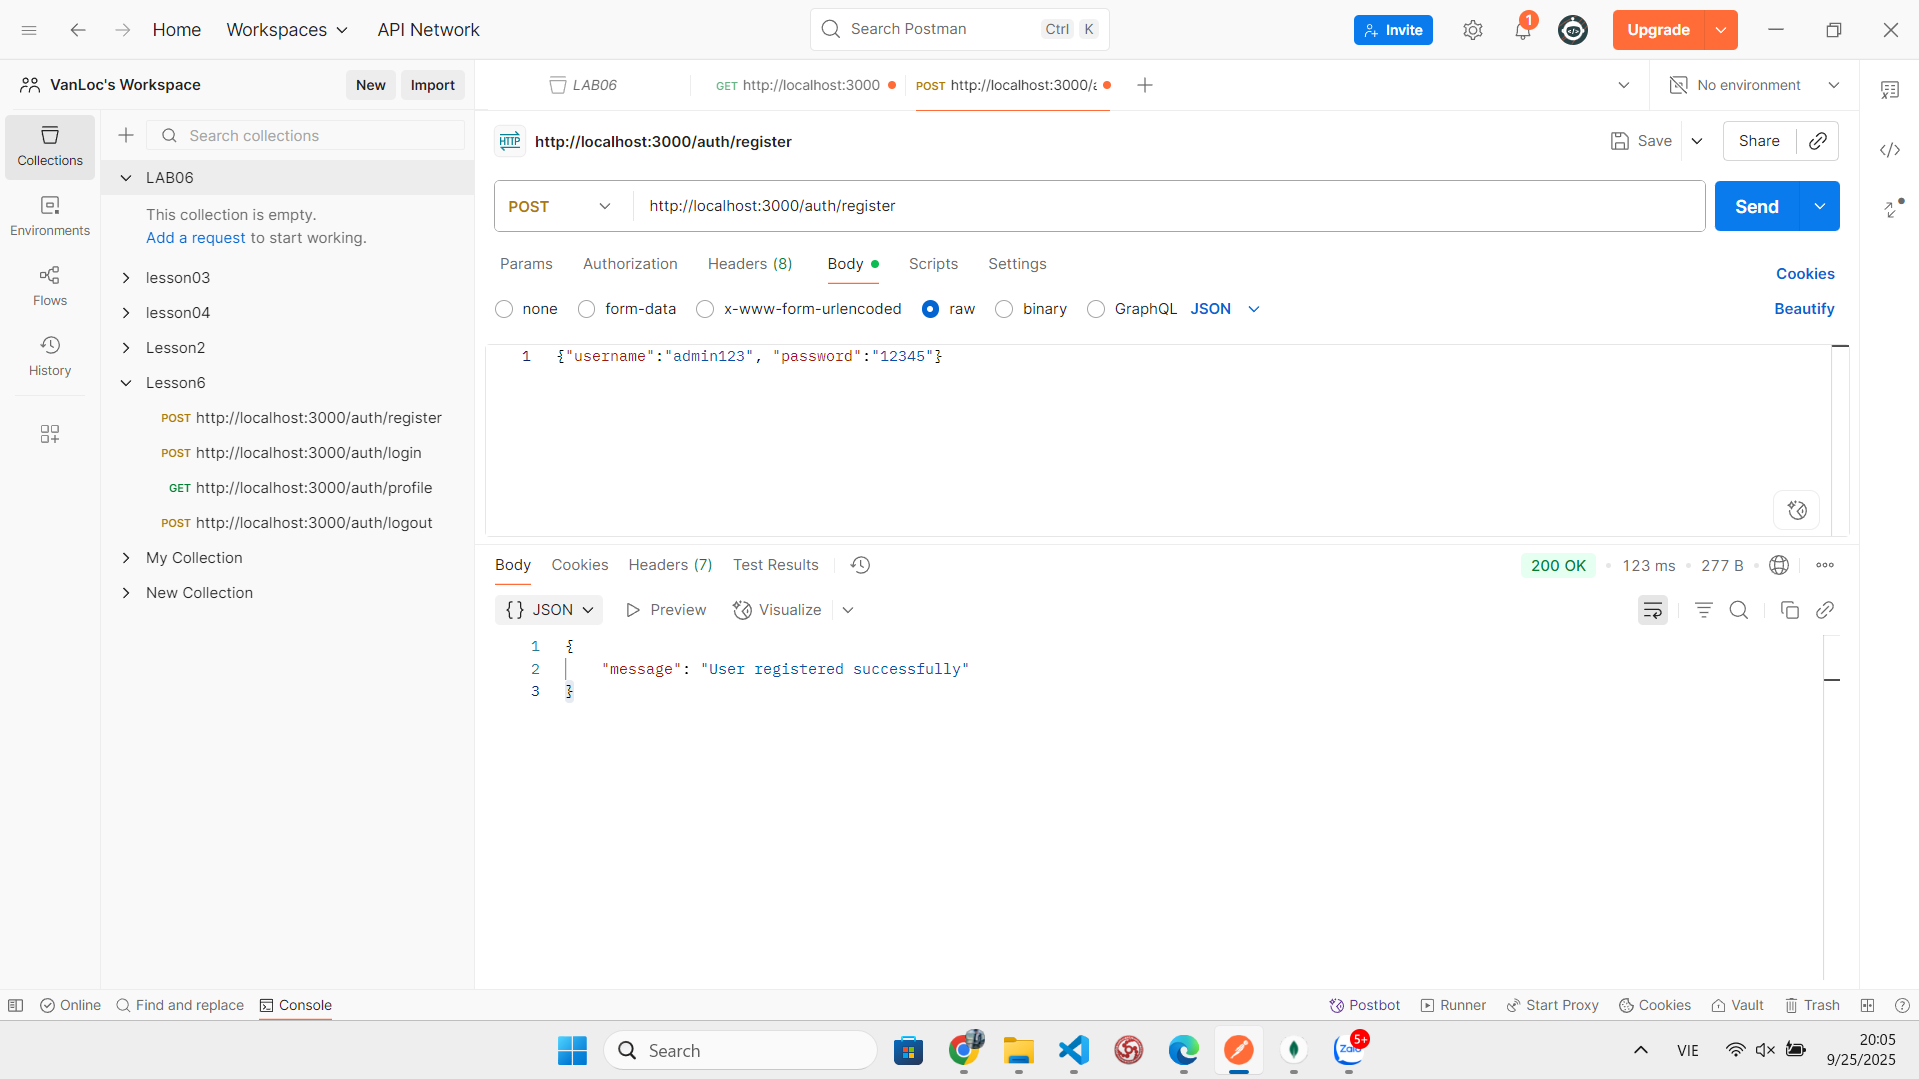 Home Workspaces API Network Search Postman Ctrl K Invite 1 Upgrade
VanLoc's Workspace New Import LAB06 GET http://localhost:3000 POST http://localhost:3000/a No environment
Collections
Search collections
http://localhost:3000/auth/register Save Share
LAB06
This collection is empty.
Add a request to start working.
Environments
POST http://localhost:3000/auth/register Send
Params Authorization Headers (8) Body Scripts Settings Cookies
lesson03
Flows
lesson04
none form-data x-www-form-urlencoded raw binary GraphQL JSON Beautify
Lesson2
History
1 {"username":"admin123", "password":"12345"}
Lesson6
POST http://localhost:3000/auth/register
POST http://localhost:3000/auth/login
GET http://localhost:3000/auth/profile
POST http://localhost:3000/auth/logout
My Collection
New Collection
Body Cookies Headers (7) Test Results 200 OK 123 ms 277 B
{} JSON Preview Visualize
1 {
2 "message": "User registered successfully"
3 }
Online Find and replace Console Postbot Runner Start Proxy Cookies Vault Trash
Search Zalo 5+ VIE 20:05
9/25/2025